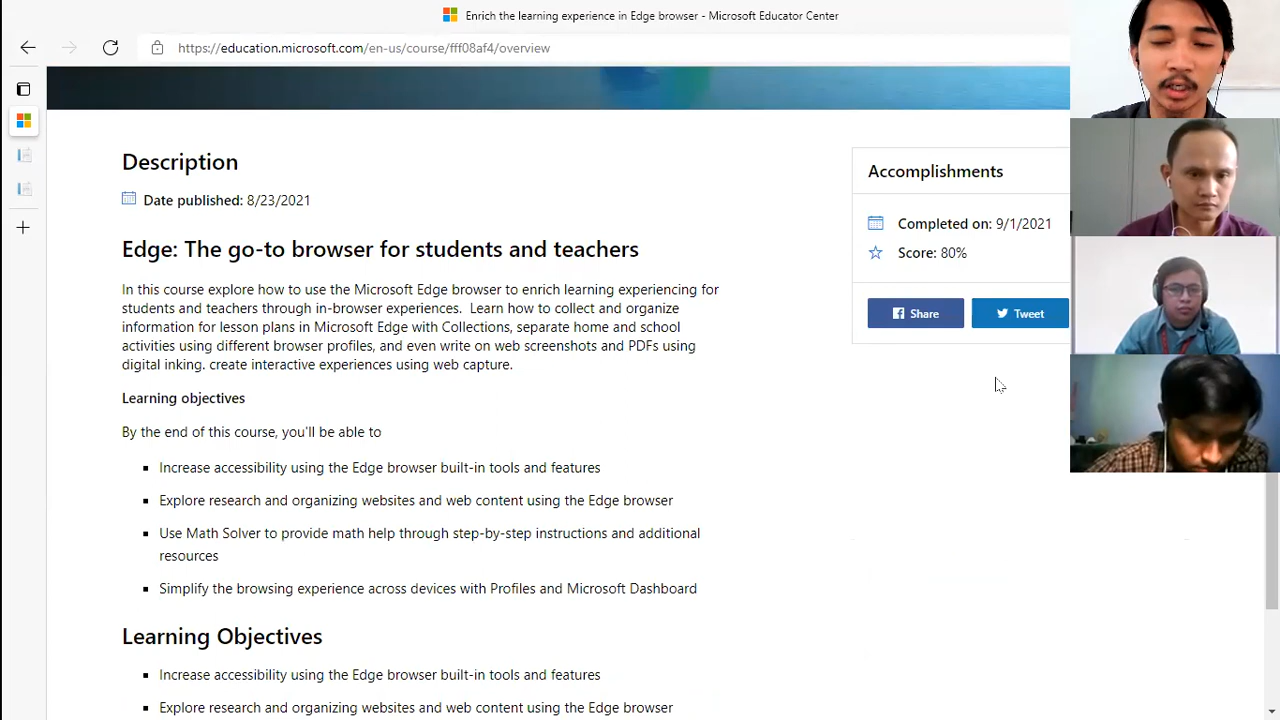 Enrich the learning experience in Edge browser - Microsoft Educator Center
https://education.microsoft.com/en-us/course/fff08af4/overview
Description
Date published: 8/23/2021
Edge: The go-to browser for students and teachers
In this course explore how to use the Microsoft Edge browser to enrich learning experiencing for
students and teachers through in-browser experiences. Learn how to collect and organize
information for lesson plans in Microsoft Edge with Collections, separate home and school
activities using different browser profiles, and even write on web screenshots and PDFs using
digital inking. create interactive experiences using web capture.
Learning objectives
By the end of this course, you'll be able to
Increase accessibility using the Edge browser built-in tools and features
Explore research and organizing websites and web content using the Edge browser
Use Math Solver to provide math help through step-by-step instructions and additional
resources
Simplify the browsing experience across devices with Profiles and Microsoft Dashboard
Learning Objectives
Increase accessibility using the Edge browser built-in tools and features
Explore research and organizing websites and web content using the Edge browser
Accomplishments
Completed on: 9/1/2021
Score: 80%
Share
Tweet